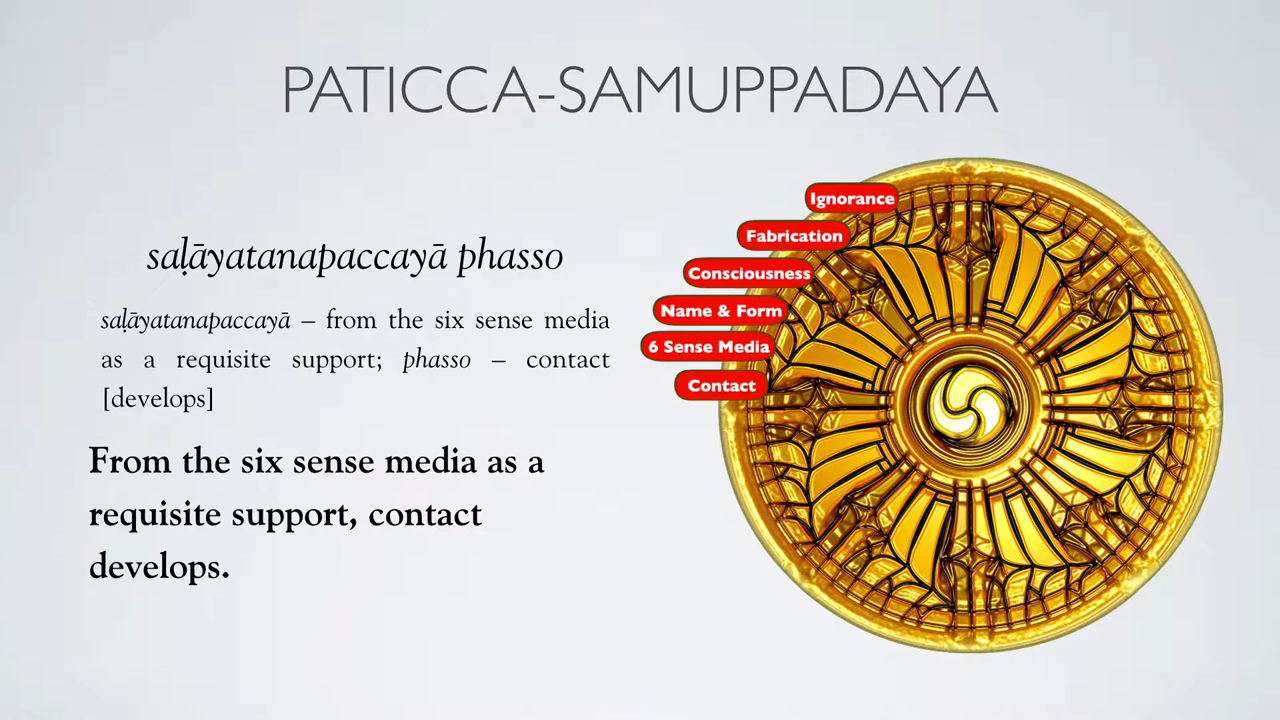 PATICCA-SAMUPPADAYA
saḷāyatanapaccayā phasso
saḷāyatanapaccayā – from the six sense media
as a requisite support; phasso – contact
[develops]
From the six sense media as a
requisite support, contact
develops.
Ignorance
Fabrication
Consciousness
Name & Form
6 Sense Media
Contact